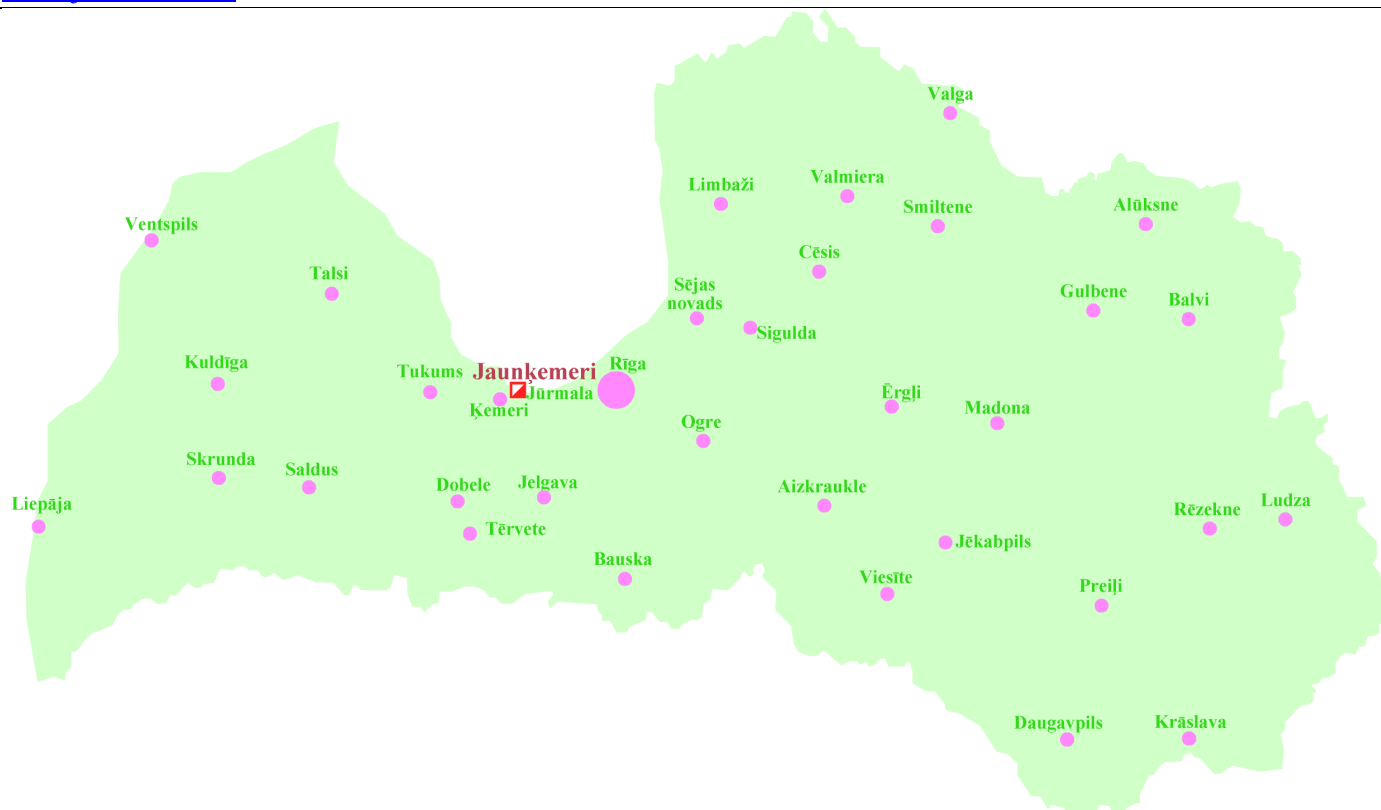 Valga
Valmiera
Limbaži
Smiltene
Alūksne
Ventspils
Cēsis
Talsi
Sējas
novads
Gulbene
Balvi
Sigulda
Kuldīga
Tukums
Jaunķemeri
Rīga
Jūrmala
Ķemeri
Ērgļi
Madona
Ogre
Skrunda
Saldus
Dobele
Jelgava
Aizkraukle
Liepāja
Rēzekne
Ludza
Tērvete
Jēkabpils
Bauska
Viesīte
Preiļi
Daugavpils
Krāslava